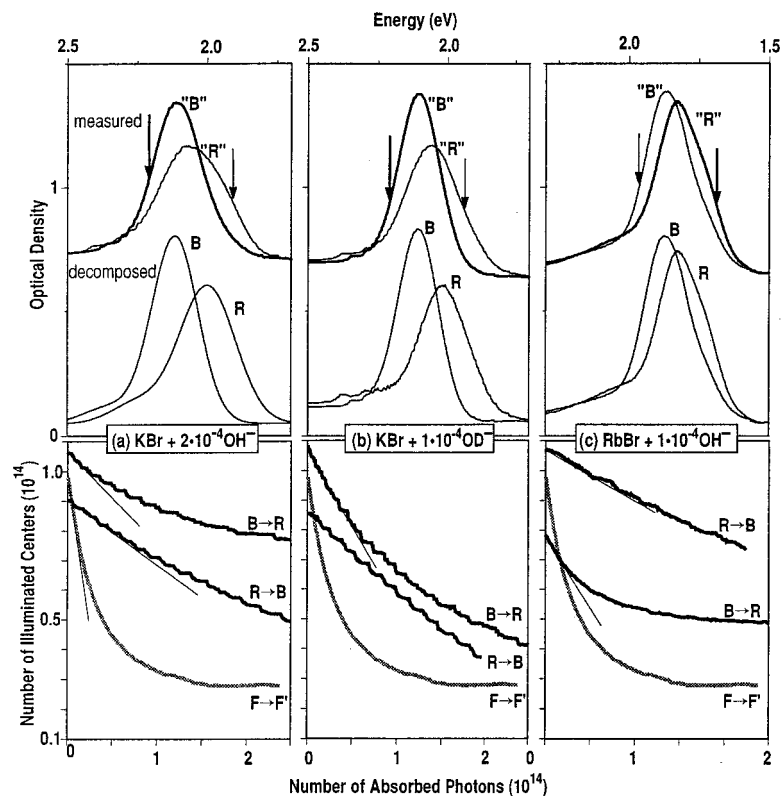 Energy (eV)
2.5 2.0 2.5 2.0 2.0 1.5
measured
"B"
"R"
"B"
"R"
"B"
"R"
1
Optical Density
decomposed
B
R
B
R
B
R
0
(a) KBr + 2·10⁻⁴OH⁻
(b) KBr + 1·10⁻⁴OD⁻
(c) RbBr + 1·10⁻⁴OH⁻
Number of Illuminated Centers (10¹⁴)
1.0
0.5
0.1
B→R
R→B
F→F'
B→R
R→B
F→F'
R→B
B→R
F→F'
0 1 2 0 1 2 0 1 2
Number of Absorbed Photons (10¹⁴)